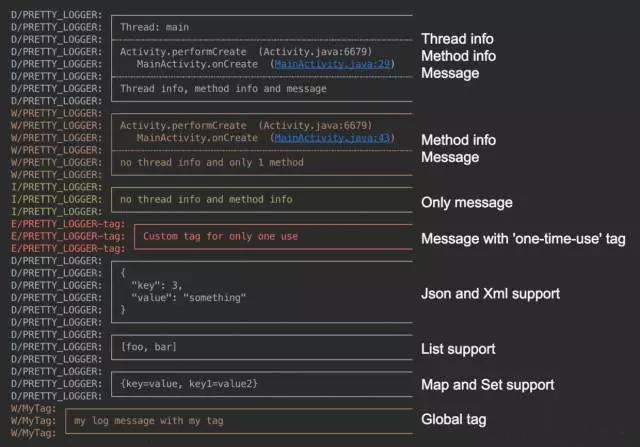 D/PRETTY_LOGGER:
D/PRETTY_LOGGER: Thread: main
D/PRETTY_LOGGER:
D/PRETTY_LOGGER: Activity.performCreate (Activity.java:6679)
D/PRETTY_LOGGER: MainActivity.onCreate (MainActivity.java:29)
D/PRETTY_LOGGER:
D/PRETTY_LOGGER: Thread info, method info and message
D/PRETTY_LOGGER:
Thread info
Method info
Message
W/PRETTY_LOGGER:
W/PRETTY_LOGGER: Activity.performCreate (Activity.java:6679)
W/PRETTY_LOGGER: MainActivity.onCreate (MainActivity.java:43)
W/PRETTY_LOGGER:
W/PRETTY_LOGGER: no thread info and only 1 method
W/PRETTY_LOGGER:
Method info
Message
I/PRETTY_LOGGER:
I/PRETTY_LOGGER: no thread info and method info
I/PRETTY_LOGGER:
Only message
E/PRETTY_LOGGER-tag:
E/PRETTY_LOGGER-tag: Custom tag for only one use
E/PRETTY_LOGGER-tag:
Message with 'one-time-use' tag
D/PRETTY_LOGGER:
D/PRETTY_LOGGER: {
D/PRETTY_LOGGER: "key": 3,
D/PRETTY_LOGGER: "value": "something"
D/PRETTY_LOGGER: }
D/PRETTY_LOGGER:
Json and Xml support
D/PRETTY_LOGGER:
D/PRETTY_LOGGER: [foo, bar]
D/PRETTY_LOGGER:
List support
D/PRETTY_LOGGER:
D/PRETTY_LOGGER: {key=value, key1=value2}
D/PRETTY_LOGGER:
Map and Set support
W/MyTag:
W/MyTag: my log message with my tag
W/MyTag:
Global tag